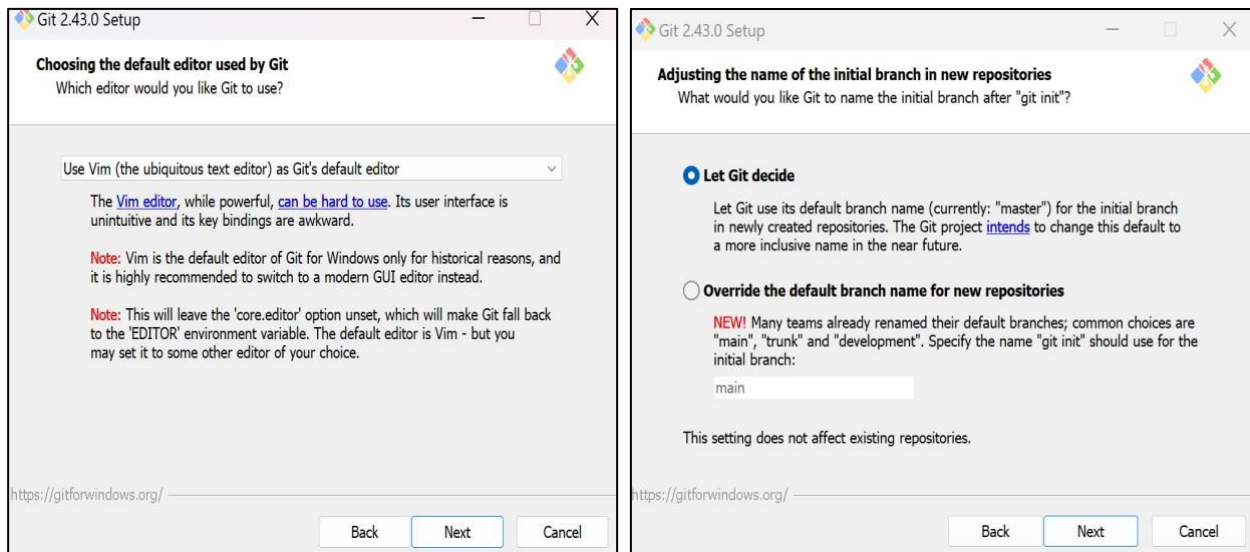 Git 2.43.0 Setup
Choosing the default editor used by Git
Which editor would you like Git to use?
Use Vim (the ubiquitous text editor) as Git's default editor
The Vim editor, while powerful, can be hard to use. Its user interface is
unintuitive and its key bindings are awkward.
Note: Vim is the default editor of Git for Windows only for historical reasons, and
it is highly recommended to switch to a modern GUI editor instead.
Note: This will leave the 'core.editor' option unset, which will make Git fall back
to the 'EDITOR' environment variable. The default editor is Vim - but you
may set it to some other editor of your choice.
https://gitforwindows.org/
Back Next Cancel
Git 2.43.0 Setup
Adjusting the name of the initial branch in new repositories
What would you like Git to name the initial branch after "git init"?
Let Git decide
Let Git use its default branch name (currently: "master") for the initial branch
in newly created repositories. The Git project intends to change this default to
a more inclusive name in the near future.
Override the default branch name for new repositories
NEW! Many teams already renamed their default branches; common choices are
"main", "trunk" and "development". Specify the name "git init" should use for the
initial branch:
main
This setting does not affect existing repositories.
https://gitforwindows.org/
Back Next Cancel